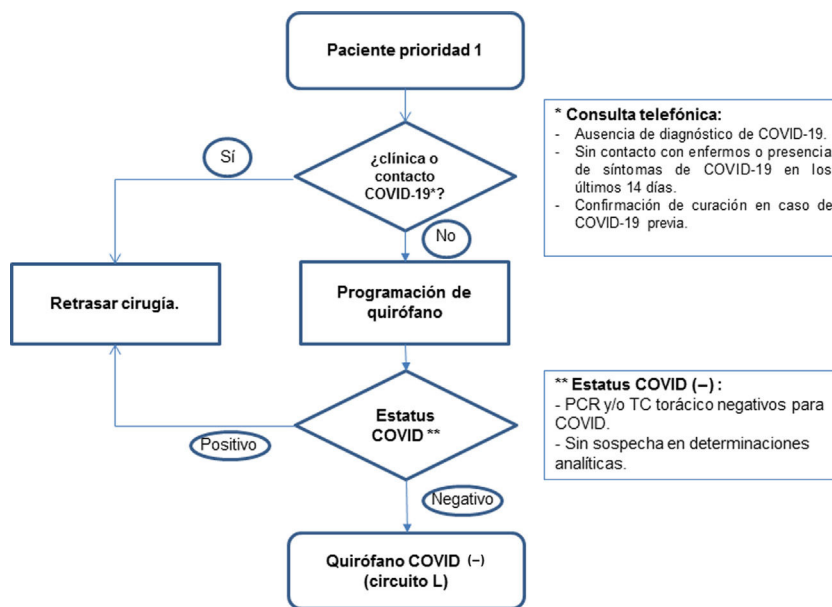 Paciente prioridad 1
* Consulta telefónica:
- Ausencia de diagnóstico de COVID-19.
- Sin contacto con enfermos o presencia
de síntomas de COVID-19 en los
últimos 14 días.
- Confirmación de curación en caso de
COVID-19 previa.
Sí
¿clínica o
contacto
COVID-19*?
No
Retrasar cirugía.
Programación de
quirófano
** Estatus COVID (–) :
- PCR y/o TC torácico negativos para
COVID.
- Sin sospecha en determinaciones
analíticas.
Estatus
COVID **
Positivo
Negativo
Quirófano COVID (–)
(circuito L)